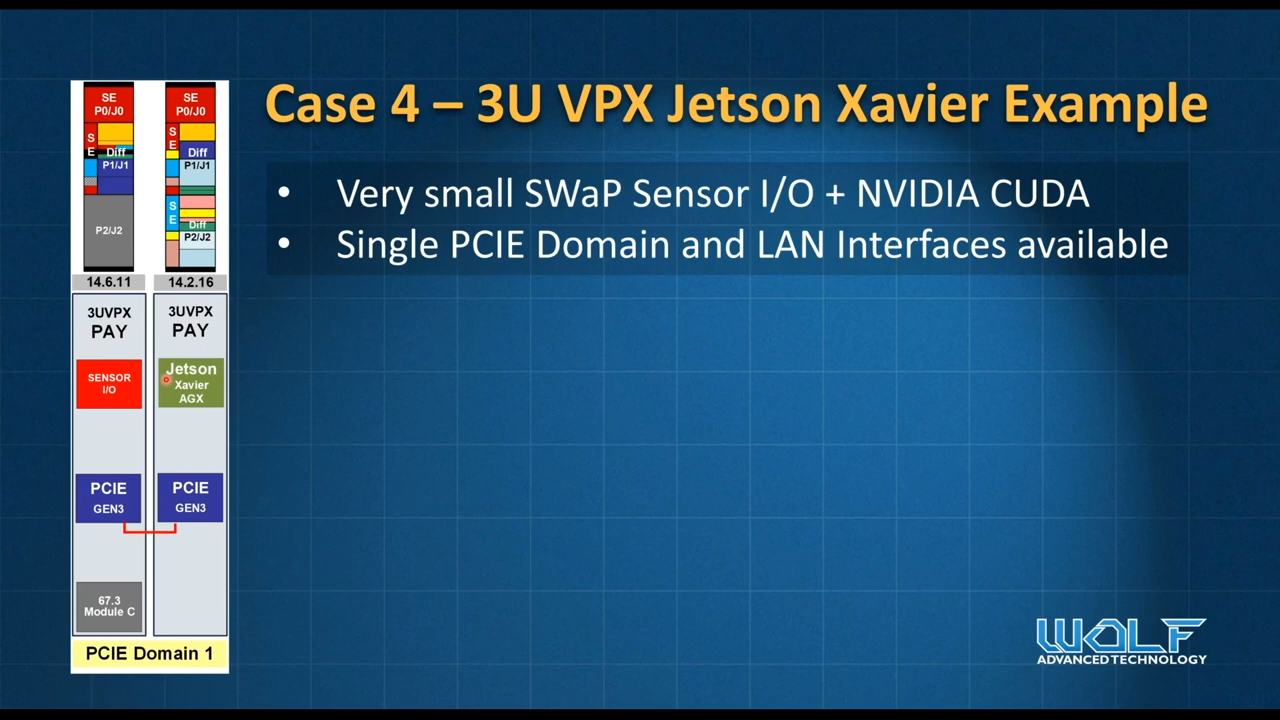 Case 4 – 3U VPX Jetson Xavier Example
• Very small SWaP Sensor I/O + NVIDIA CUDA
• Single PCIE Domain and LAN Interfaces available
SE
P0/J0
S
E
Diff
P1/J1
P2/J2
14.6.11
3UVPX
PAY
SENSOR
I/O
PCIE
GEN3
67.3
Module C
SE
P0/J0
S
E
Diff
P1/J1
S
E
Diff
P2/J2
14.2.16
3UVPX
PAY
Jetson
Xavier
AGX
PCIE
GEN3
PCIE Domain 1
WOLF
ADVANCED TECHNOLOGY